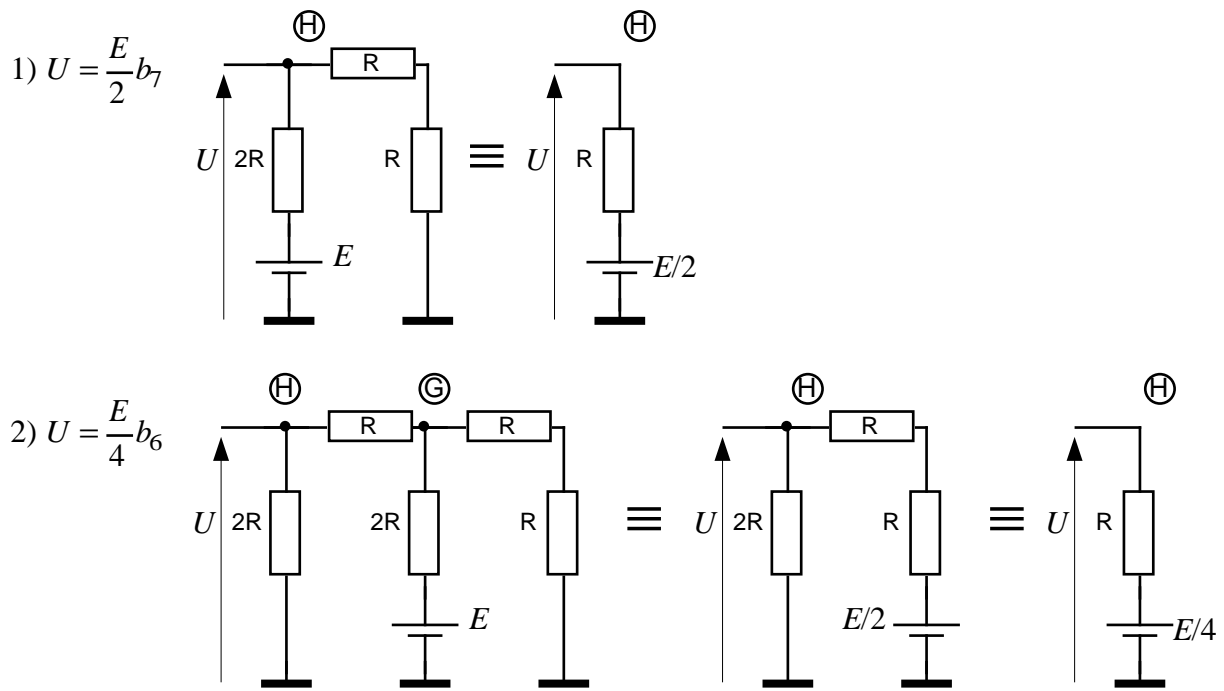 H H
1) U = E/2 b7
R
U 2R R ≡ U R
E E/2
H G H H
2) U = E/4 b6
R R R
U 2R 2R R ≡ U 2R R ≡ U R
E E/2 E/4